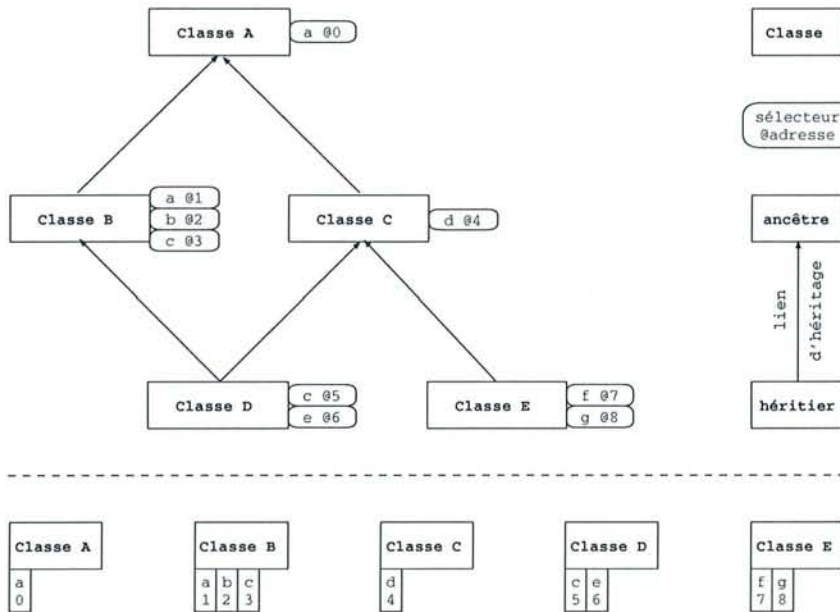 Classe A
a @0
Classe
sélecteur
@adresse
Classe B
a @1
b @2
c @3
Classe C
d @4
ancêtre
lien
d'héritage
Classe D
c @5
e @6
Classe E
f @7
g @8
héritier
Classe A
a
0
Classe B
a b c
1 2 3
Classe C
d
4
Classe D
c e
5 6
Classe E
f g
7 8